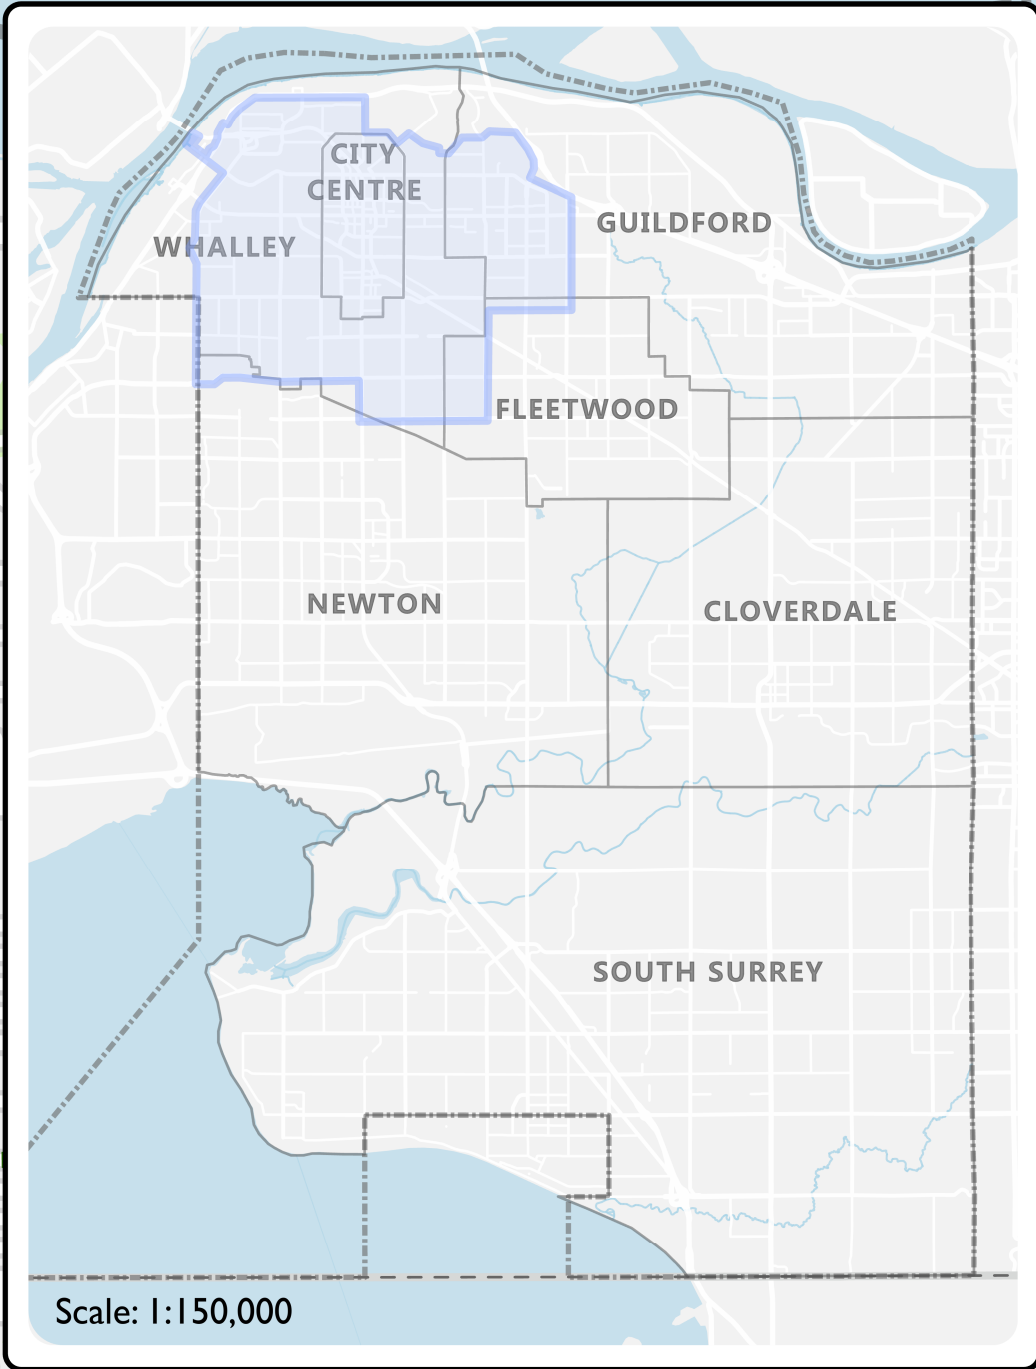 CITY
CENTRE
GUILDFORD
WHALLEY
FLEETWOOD
NEWTON
CLOVERDALE
SOUTH SURREY
Scale: 1:150,000